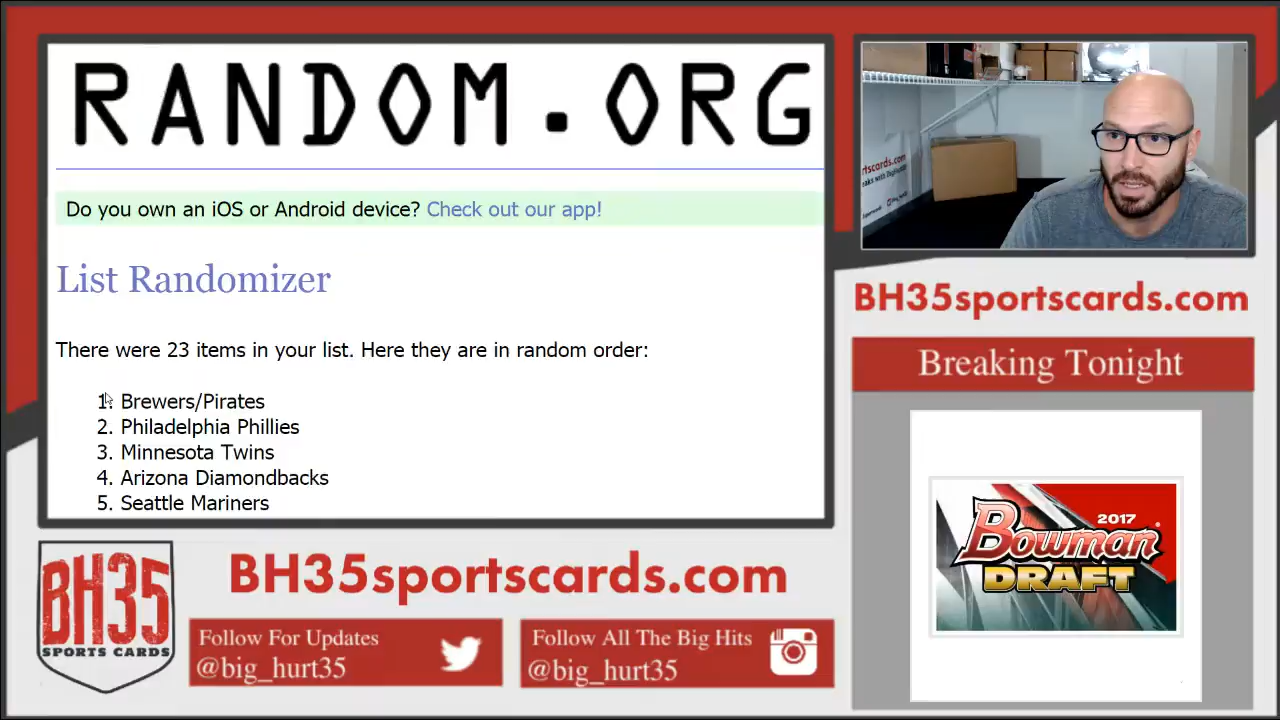 RANDOM.ORG
Do you own an iOS or Android device? Check out our app!
List Randomizer
There were 23 items in your list. Here they are in random order:
1. Brewers/Pirates
2. Philadelphia Phillies
3. Minnesota Twins
4. Arizona Diamondbacks
5. Seattle Mariners
BH35sportscards.com
Breaking Tonight
2017
Bowman
DRAFT
BH35
SPORTS CARDS
BH35sportscards.com
Follow For Updates
@big_hurt35
Follow All The Big Hits
@big_hurt35